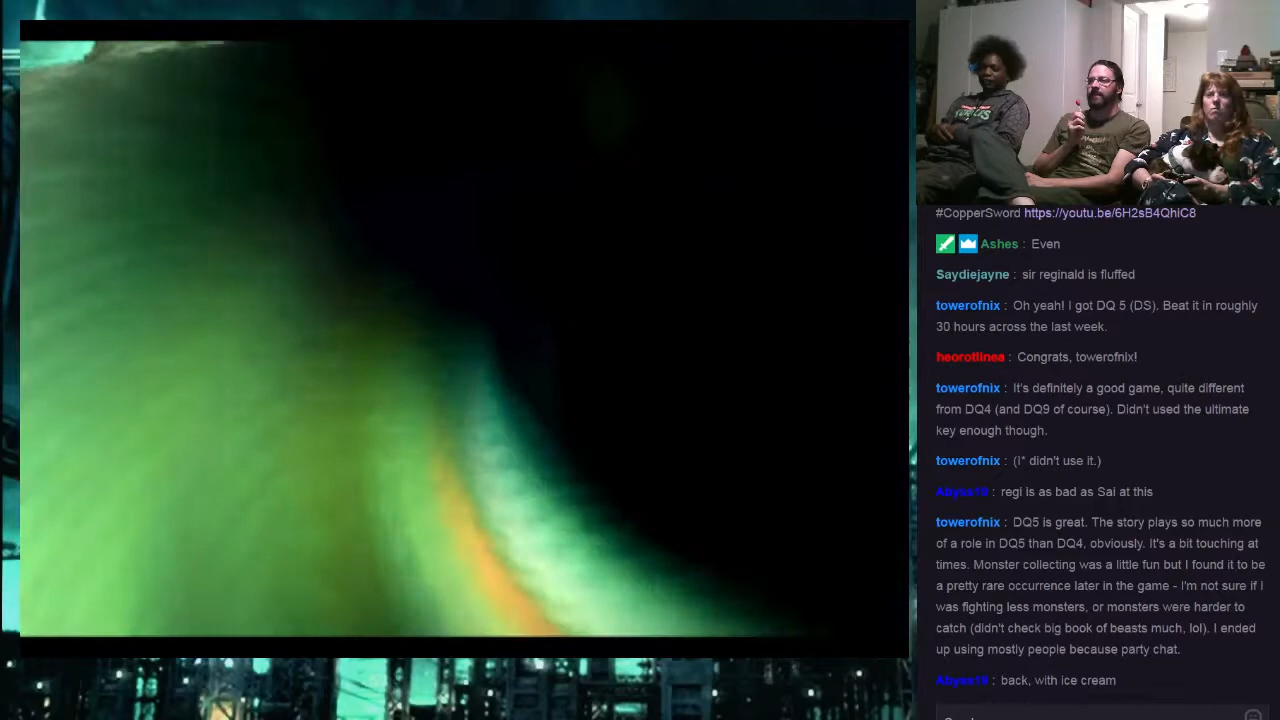 #CopperSword https://youtu.be/6H2sB4QhlC8
Ashes : Even
Saydiejayne : sir reginald is fluffed
towerofnix : Oh yeah! I got DQ 5 (DS). Beat it in roughly
30 hours across the last week.
heorotlinea : Congrats, towerofnix!
towerofnix : It's definitely a good game, quite different
from DQ4 (and DQ9 of course). Didn't used the ultimate
key enough though.
towerofnix : (I* didn't use it.)
regi is as bad as Sai at this
towerofnix : DQ5 is great. The story plays so much more
of a role in DQ5 than DQ4, obviously. It's a bit touching at
times. Monster collecting was a little fun but I found it to be
a pretty rare occurrence later in the game - I'm not sure if I
was fighting less monsters, or monsters were harder to
catch (didn't check big book of beasts much, lol). I ended
up using mostly people because party chat.
back, with ice cream